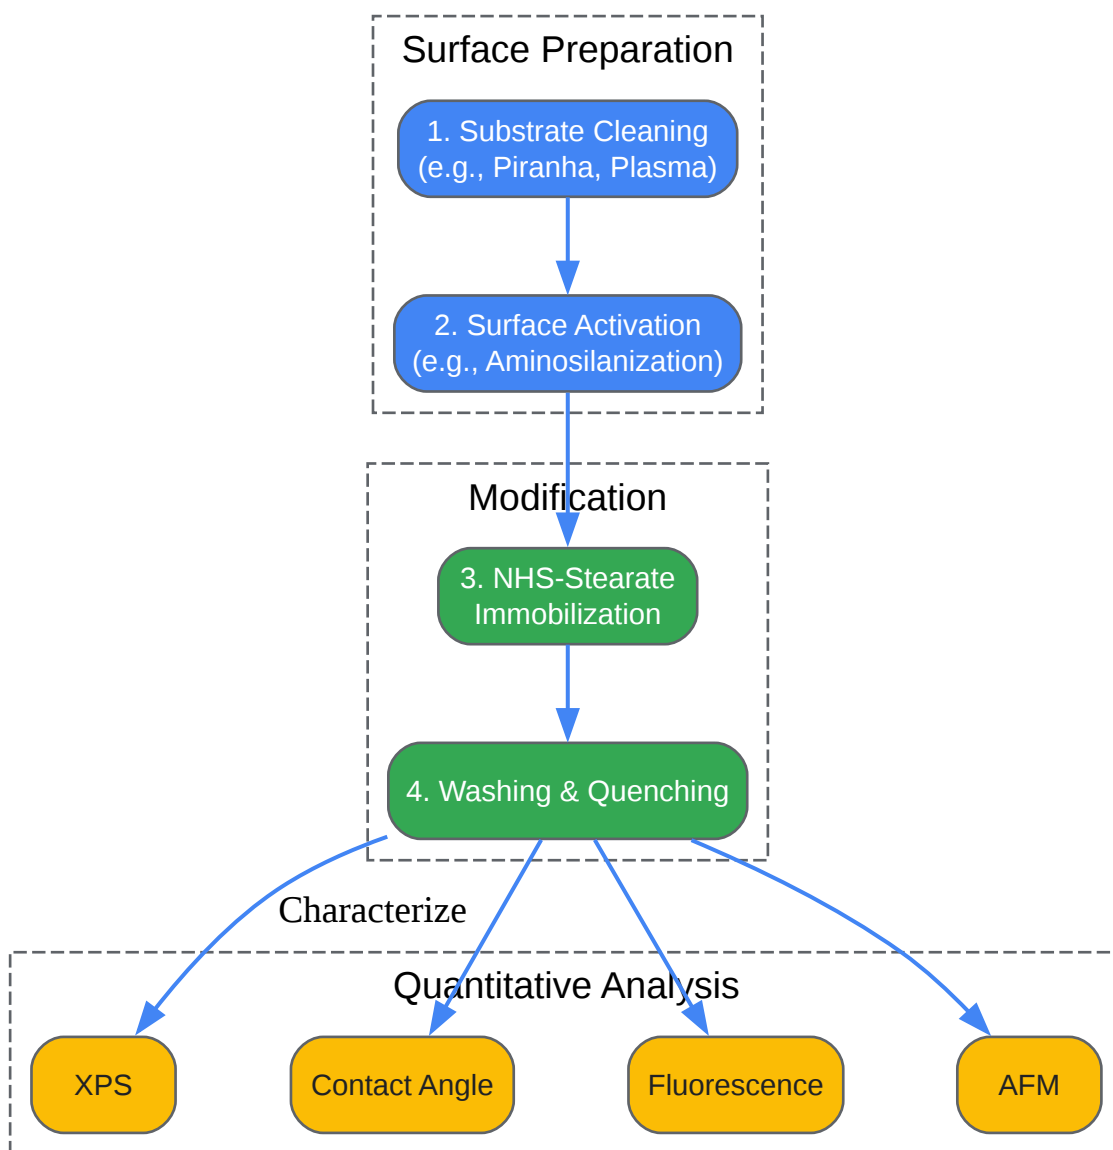 Surface Preparation
1. Substrate Cleaning
(e.g., Piranha, Plasma)
2. Surface Activation
(e.g., Aminosilanization)
Modification
3. NHS-Stearate
Immobilization
4. Washing & Quenching
Characterize
Quantitative Analysis
XPS
Contact Angle
Fluorescence
AFM